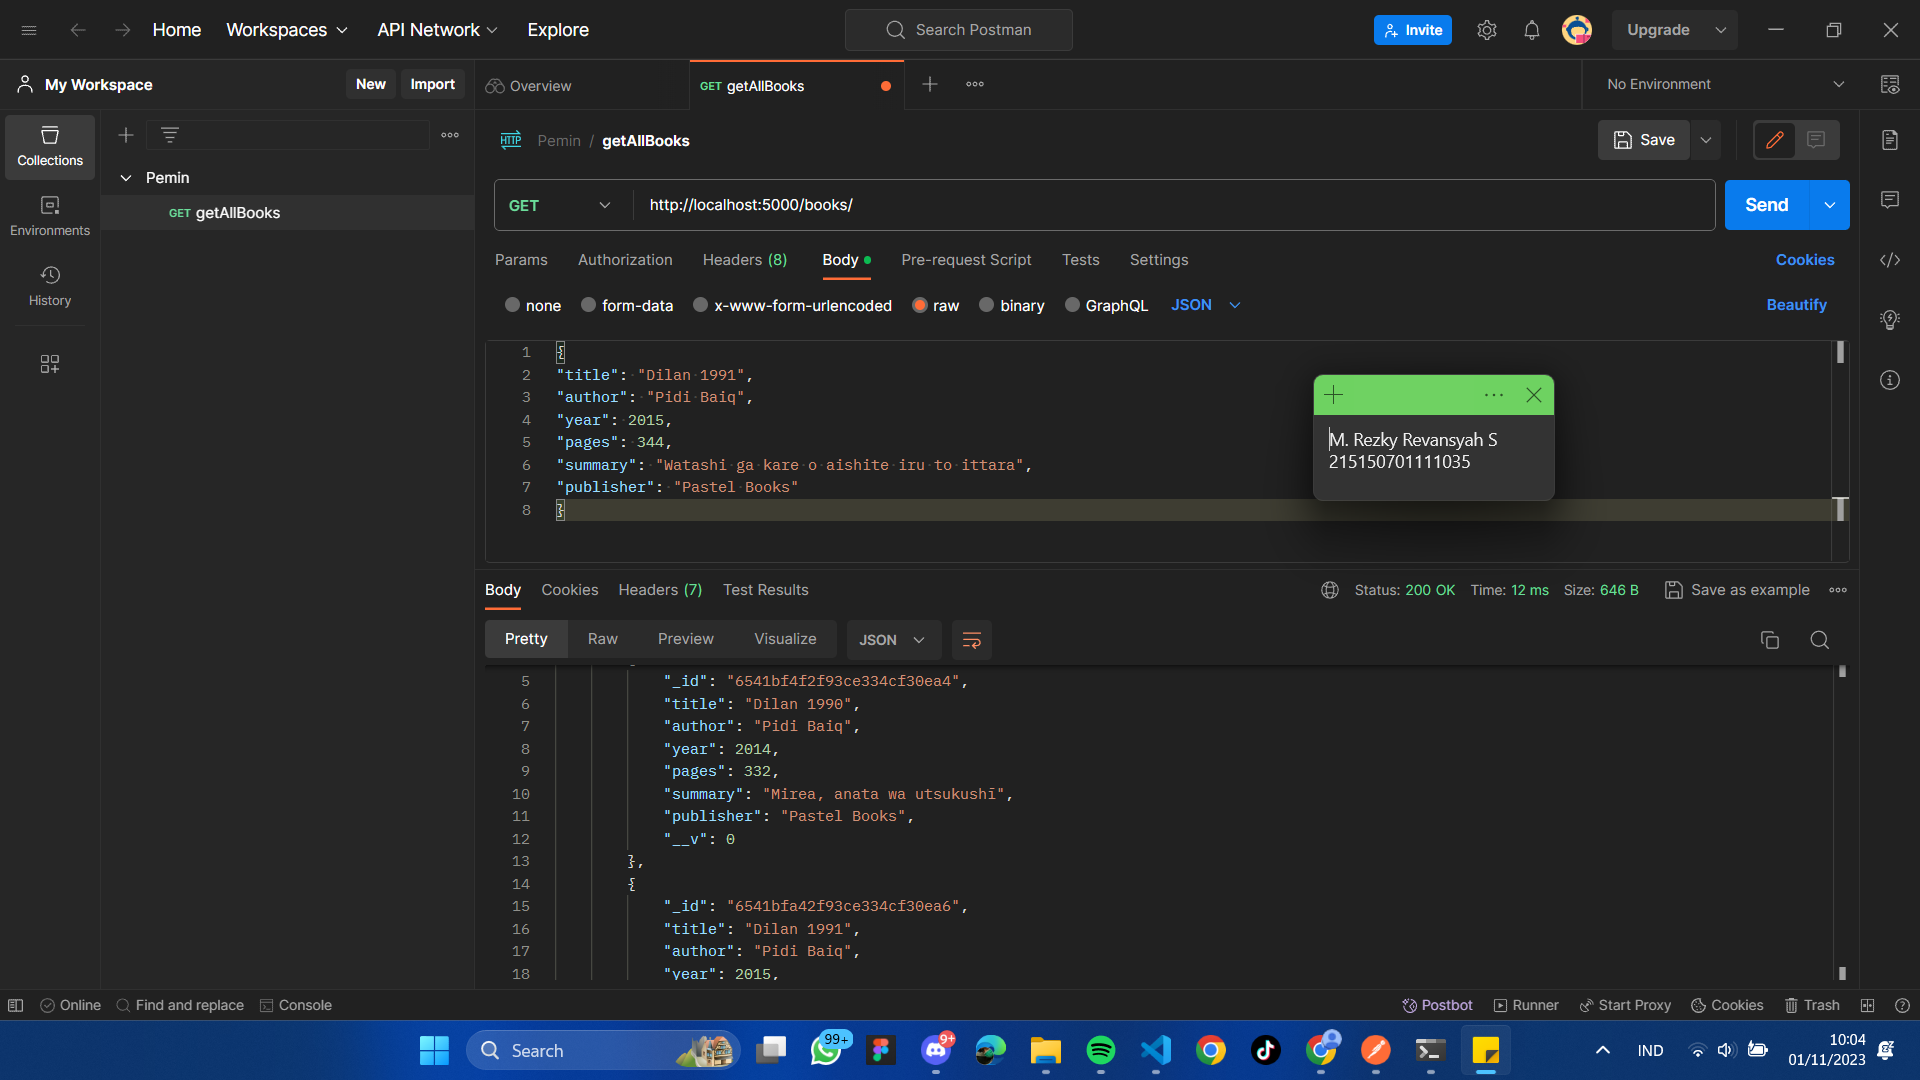 Home Workspaces API Network Explore Search Postman Invite Upgrade
My Workspace New Import Overview GET getAllBooks No Environment
HTTP Pemin / getAllBooks Save
Collections
Pemin
GET getAllBooks
Environments
History
GET http://localhost:5000/books/ Send
Params Authorization Headers (8) Body Pre-request Script Tests Settings Cookies
none form-data x-www-form-urlencoded raw binary GraphQL JSON Beautify
1 {
2 "title": "Dilan 1991",
3 "author": "Pidi Baiq",
4 "year": 2015,
5 "pages": 344,
6 "summary": "Watashi ga kare o aishite iru to ittara",
7 "publisher": "Pastel Books"
8 }
M. Rezky Revansyah S
215150701111035
Body Cookies Headers (7) Test Results Status: 200 OK Time: 12 ms Size: 646 B Save as example
Pretty Raw Preview Visualize JSON
5 "_id": "6541bf4f2f93ce334cf30ea4",
6 "title": "Dilan 1990",
7 "author": "Pidi Baiq",
8 "year": 2014,
9 "pages": 332,
10 "summary": "Mirea, anata wa utsukushī",
11 "publisher": "Pastel Books",
12 "__v": 0
13 },
14 {
15 "_id": "6541bfa42f93ce334cf30ea6",
16 "title": "Dilan 1991",
17 "author": "Pidi Baiq",
18 "year": 2015,
Online Find and replace Console Postbot Runner Start Proxy Cookies Trash
Search 99+ 9+ IND 10:04
01/11/2023